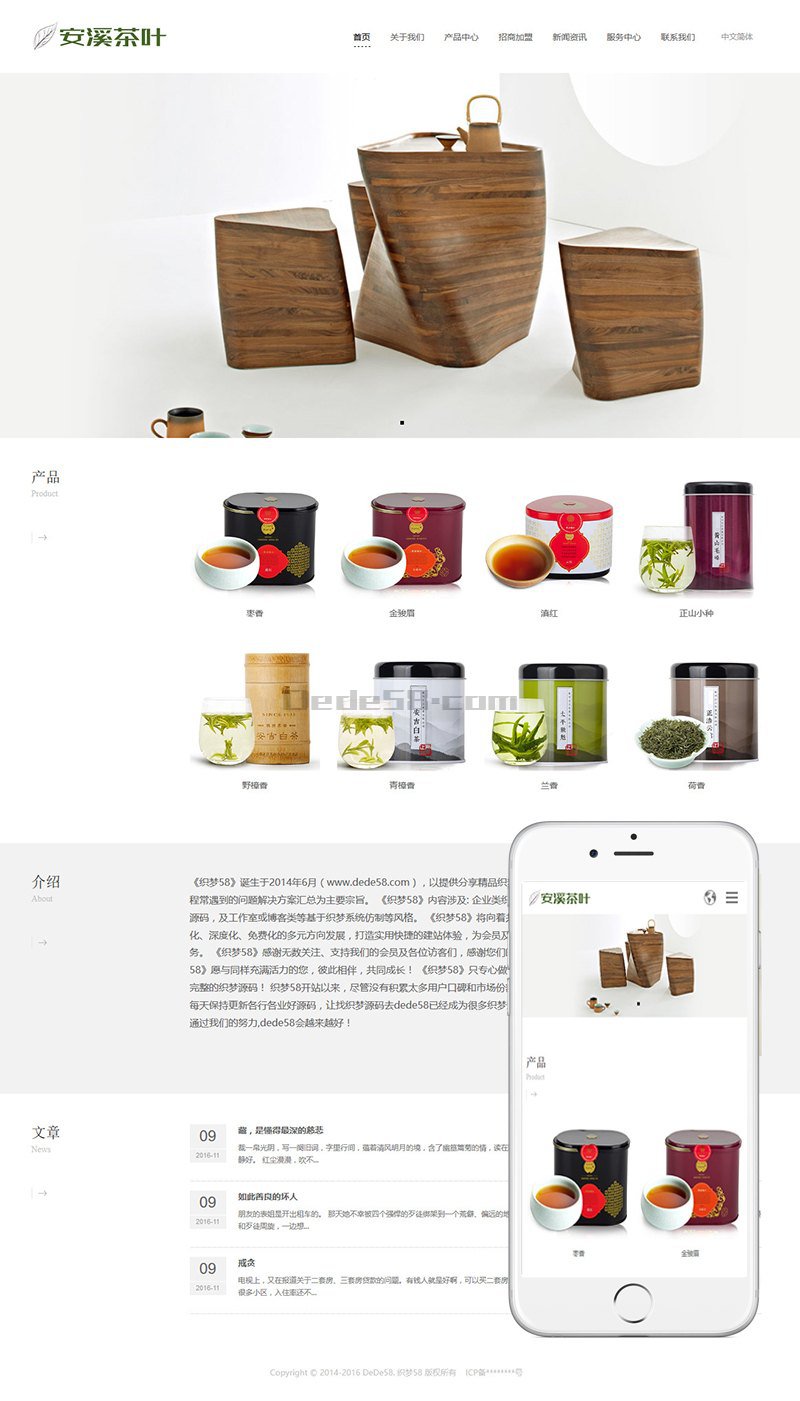 安溪茶叶
首页 关于我们 产品中心 招商加盟 新闻资讯 服务中心 联系我们 中文简体
产品
Product
枣香 金骏眉 滇红 正山小种
Dede58.com
安吉白茶
安吉白茶
野樟香 青樟香 兰香 荷香
介绍
About
《织梦58》诞生于2014年6月（www.dede58.com），以提供分享精品织
程常遇到的问题解决方案汇总为主要宗旨。 《织梦58》内容涉及: 企业类织
源码，及工作室或博客类等基于织梦系统仿制等风格。 《织梦58》将向着
化、深度化、免费化的多元方向发展，打造实用快捷的建站体验，为会员及
务。 《织梦58》感谢无数关注、支持我们的会员及各位访客们，感谢您们
58》愿与同样充满活力的您，彼此相伴，共同成长！ 《织梦58》只专心做
完整的织梦源码！ 织梦58开站以来，尽管没有积累太多用户口碑和市场份
每天保持更新各行各业好源码，让找织梦源码去dede58已经成为很多织梦
通过我们的努力,dede58会越来越好！
文章
News
09
2016-11
，是懂得最深的慈悲
裁一帛光阴，写一阕旧词，字里行间，蕴着清风明月的境，含了幽篁篱菊的情，读在
静好。 红尘漫漫，吹不...
09
2016-11
如此善良的坏人
朋友的表姐是开出租车的。 那天她不幸被四个强悍的歹徒绑架到一个荒僻、偏远的地
和歹徒周旋，一边想...
09
2016-11
戒贪
电视上，又在报道关于二套房、三套房贷款的问题。有钱人就是好啊，可以买二套房
很多小区，入住率还不...
安溪茶叶
产品
Product
枣香 金骏眉
Copyright © 2014-2016 DeDe58. 织梦58 版权所有 ICP备********号